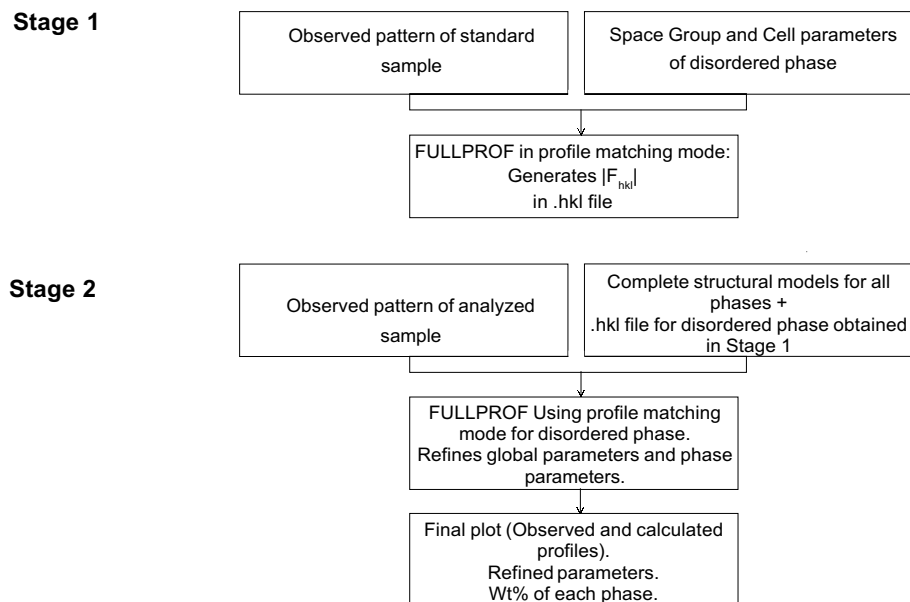 Stage 1
Observed pattern of standard
sample
Space Group and Cell parameters
of disordered phase
FULLPROF in profile matching mode:
Generates |Fhkl|
in .hkl file
Stage 2
Observed pattern of analyzed
sample
Complete structural models for all
phases +
.hkl file for disordered phase obtained
in Stage 1
FULLPROF Using profile matching
mode for disordered phase.
Refines global parameters and phase
parameters.
Final plot (Observed and calculated
profiles).
Refined parameters.
Wt% of each phase.